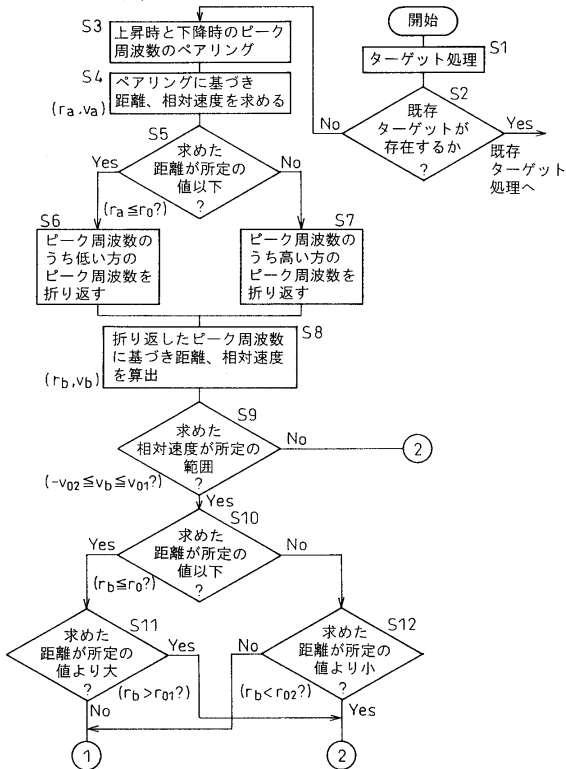 開始
S1
ターゲット処理
S2
既存
ターゲットが
存在するか
?
No
Yes
既存
ターゲット
処理へ
S3
上昇時と下降時のピーク
周波数のペアリング
S4
ペアリングに基づき
距離、相対速度を求める
(ra,va)
S5
求めた
距離が所定の
値以下
?
Yes
No
(ra≦r0?)
S6
ピーク周波数の
うち低い方の
ピーク周波数を
折り返す
S7
ピーク周波数の
うち高い方の
ピーク周波数を
折り返す
S8
折り返したピーク周波数
に基づき距離、相対速度
を算出
(rb,vb)
S9
求めた
相対速度が所定の
範囲
?
No
2
(-v02≦vb≦v01?)
Yes
S10
求めた
距離が所定の
値以下
?
Yes
No
(rb≦r0?)
S11
求めた
距離が所定の
値より大
?
Yes
(rb>r01?)
No
S12
求めた
距離が所定の
値より小
?
No
(rb<r02?)
Yes
1
2